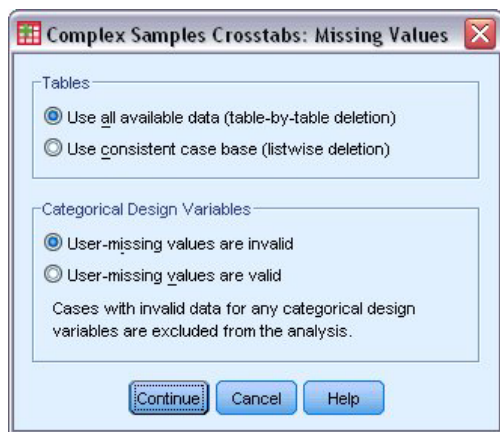 Complex Samples Crosstabs: Missing Values
Tables
Use all available data (table-by-table deletion)
Use consistent case base (listwise deletion)
Categorical Design Variables
User-missing values are invalid
User-missing values are valid
Cases with invalid data for any categorical design
variables are excluded from the analysis.
Continue Cancel Help